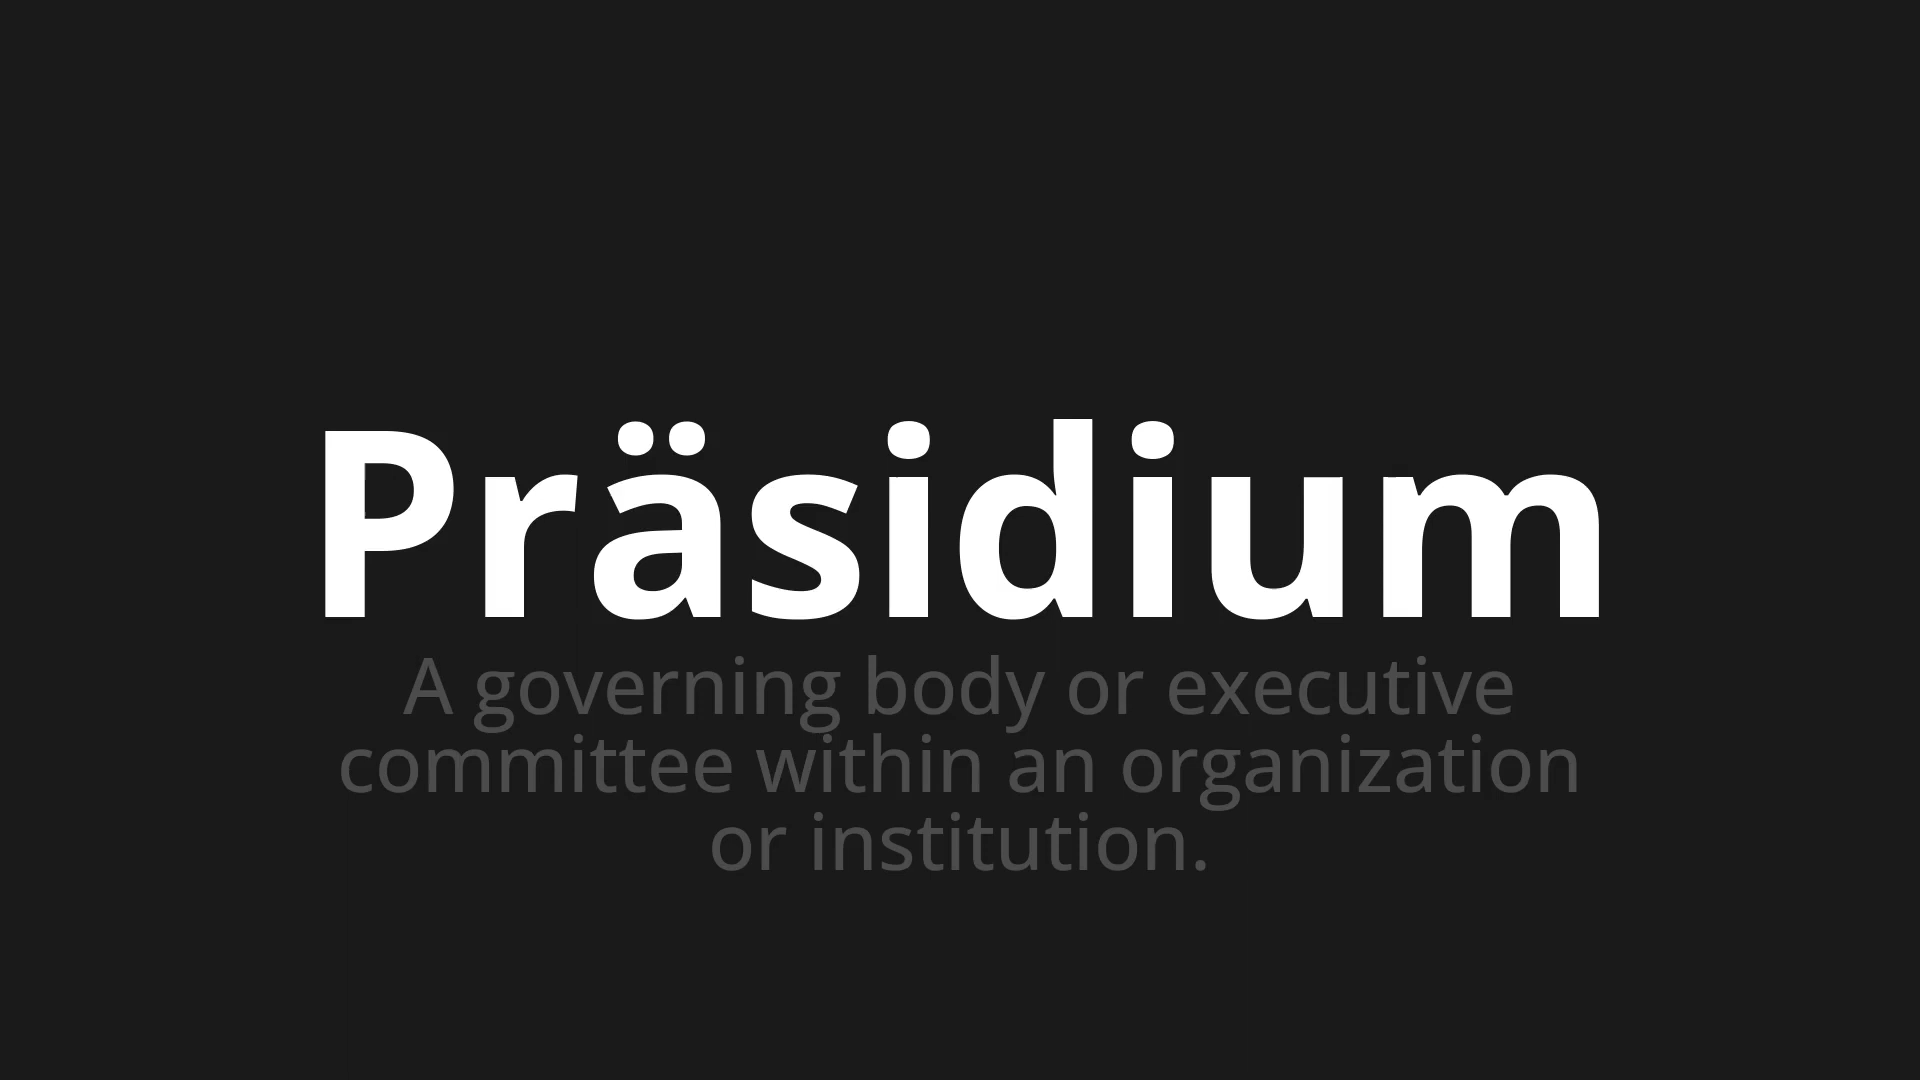 Präsidium
A governing body or executive
committee within an organization
or institution.